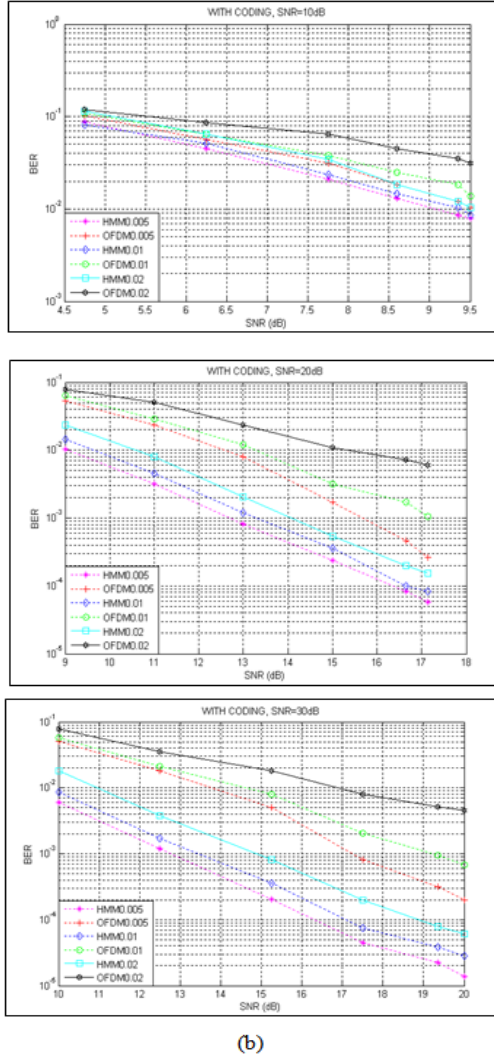 WITH CODING, SNR=10dB
10^0
10^-1
10^-2
10^-3
BER
HMM0.005
OFDM0.005
HMM0.01
OFDM0.01
HMM0.02
OFDM0.02
4.5 5 5.5 6 6.5 7 7.5 8 8.5 9 9.5
SNR (dB)
WITH CODING, SNR=20dB
10^-1
10^-2
10^-3
10^-4
10^-5
BER
HMM0.005
OFDM0.005
HMM0.01
OFDM0.01
HMM0.02
OFDM0.02
9 10 11 12 13 14 15 16 17 18
SNR (dB)
WITH CODING, SNR=30dB
10^-1
10^-2
10^-3
10^-4
10^-5
BER
HMM0.005
OFDM0.005
HMM0.01
OFDM0.01
HMM0.02
OFDM0.02
10 11 12 13 14 15 16 17 18 19 20
SNR (dB)
(b)